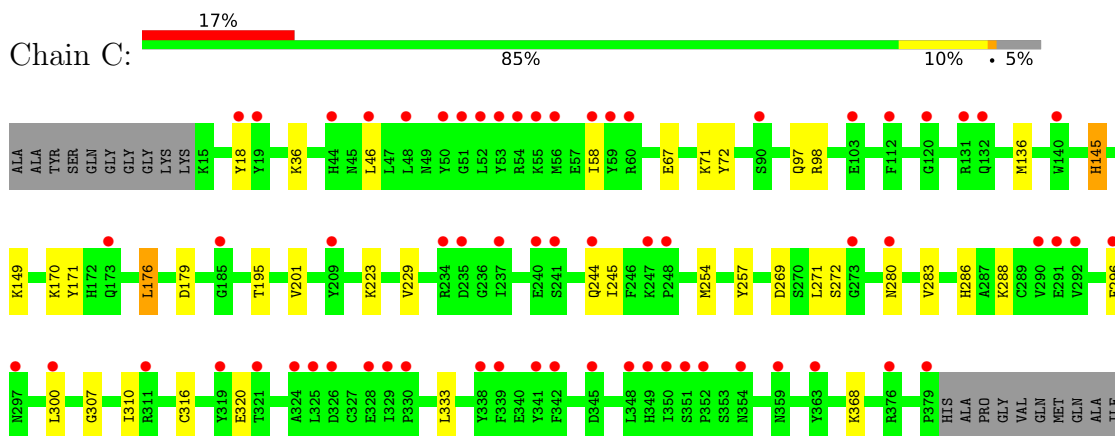 17%
Chain C:
85% 10% • 5%
ALA ALA TYR SER GLN GLY GLY GLY LYS LYS K15 Y18 Y19 K36 H44 N45 L46 L47 L48 N49 Y50 G51 L52 Y53 R54 K55 M56 E57 I58 Y59 R60 E67 K71 Y72 S90 Q97 R98 E103 F112 G120 R131 Q132 M136 W140 H145
K149 K170 Y171 H172 Q173 L176 D179 G185 T195 V201 Y209 K223 V229 R234 D235 G236 I237 E240 S241 Q244 I245 F246 K247 P248 M254 Y257 D269 S270 L271 S272 G273 N280 V283 H286 A287 K288 C289 V290 E291 V292
N297 L300 G307 I310 R311 C316 Y319 E320 T321 A324 L325 D326 C327 E328 I329 P330 L333 Y338 F339 E340 Y341 F342 D345 L348 H349 I350 S351 P352 S353 N354 N359 Y363 K368 R376 P379 HIS ALA PRO GLY VAL GLN MET GLN ALA